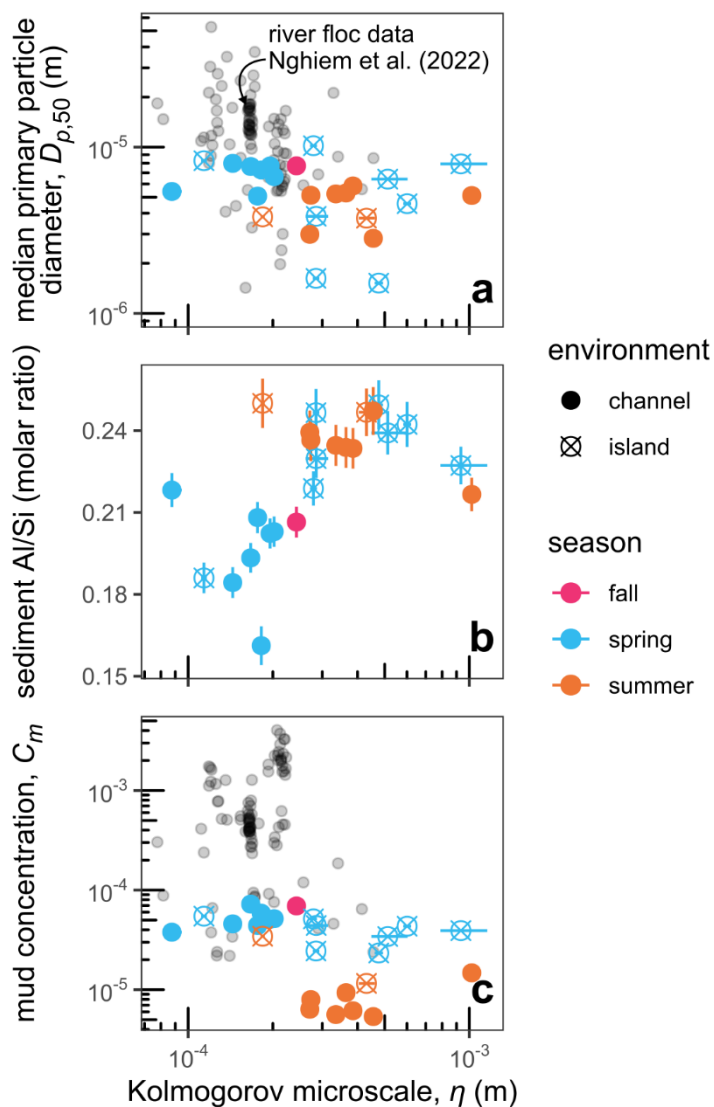 median primary particle
diameter, D_{p,50} (m)
10^{-5}
10^{-6}
river floc data
Nghiem et al. (2022)
a
sediment Al/Si (molar ratio)
0.24
0.21
0.18
0.15
b
mud concentration, C_m
10^{-3}
10^{-4}
10^{-5}
c
10^{-4}
10^{-3}
Kolmogorov microscale, η (m)
environment
channel
island
season
fall
spring
summer